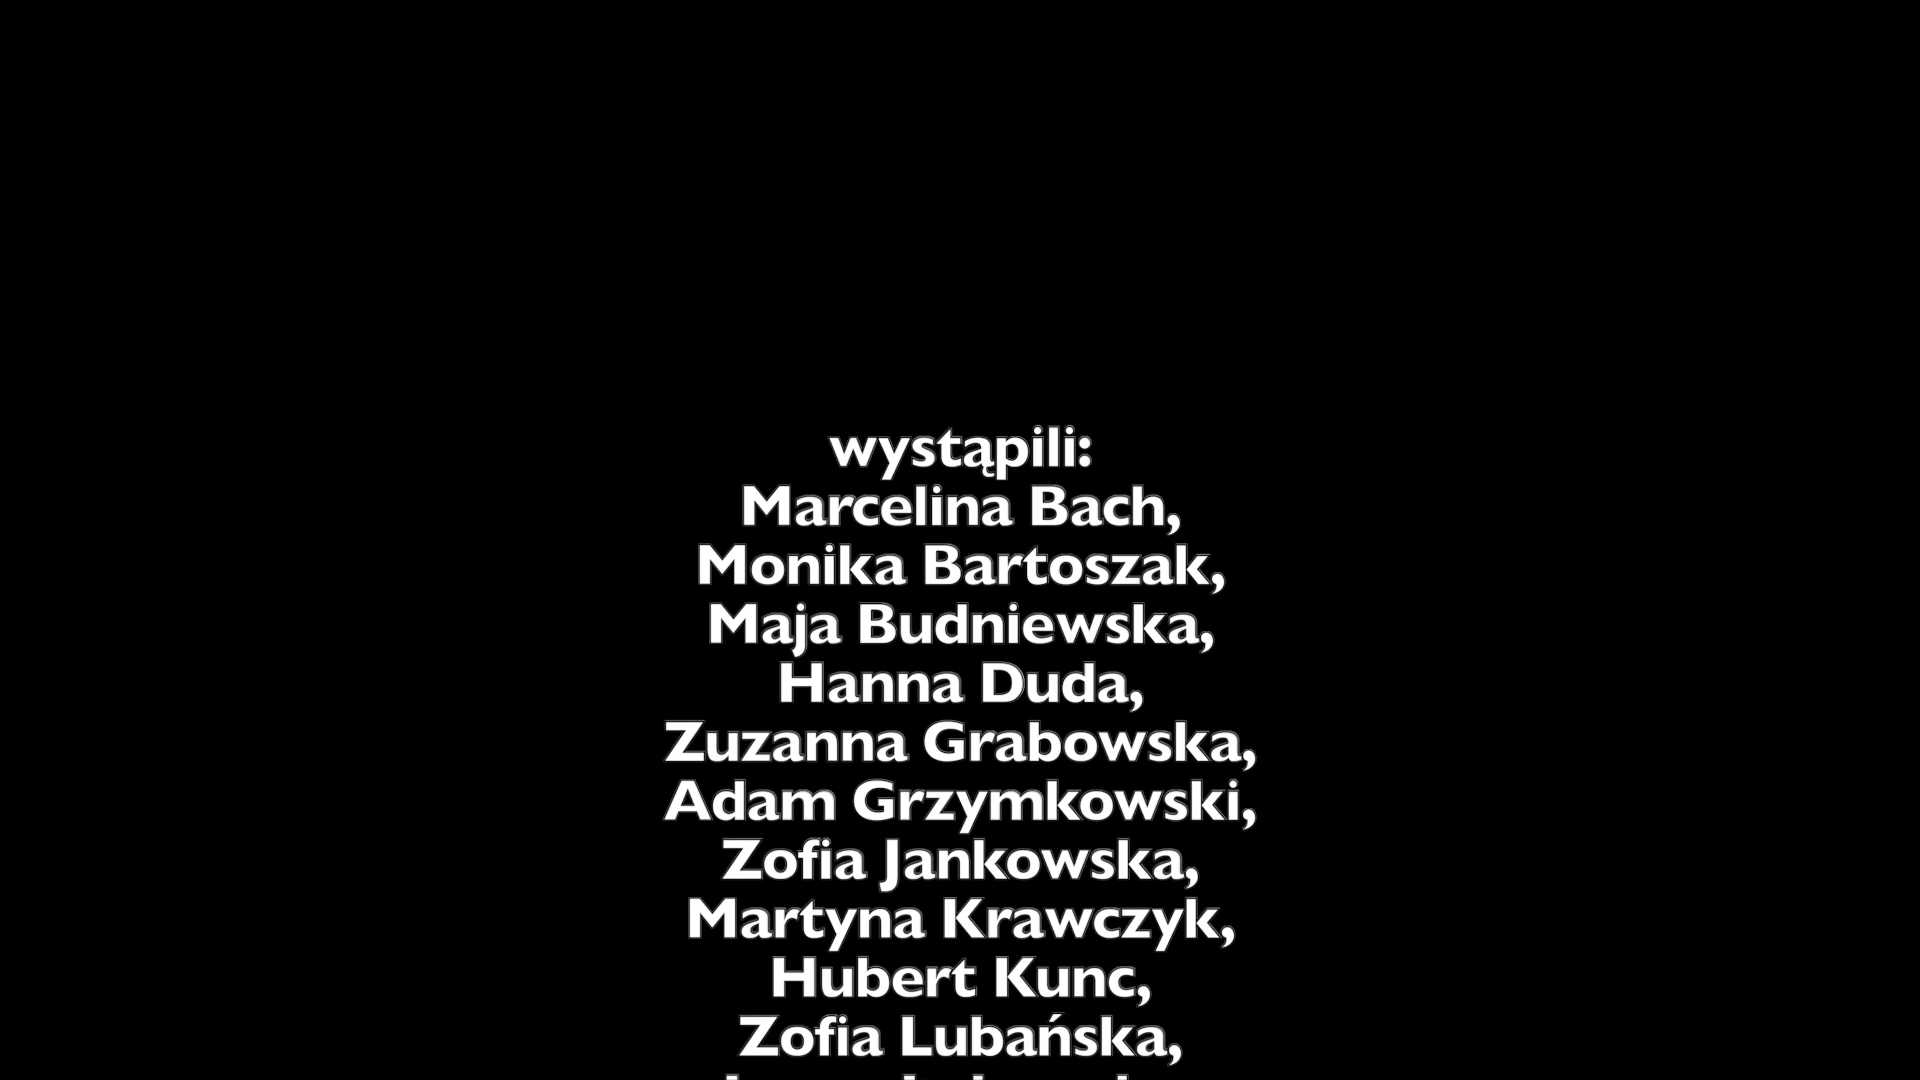 wystąpili:
Marcelina Bach,
Monika Bartoszak,
Maja Budniewska,
Hanna Duda,
Zuzanna Grabowska,
Adam Grzymkowski,
Zofia Jankowska,
Martyna Krawczyk,
Hubert Kunc,
Zofia Lubańska,